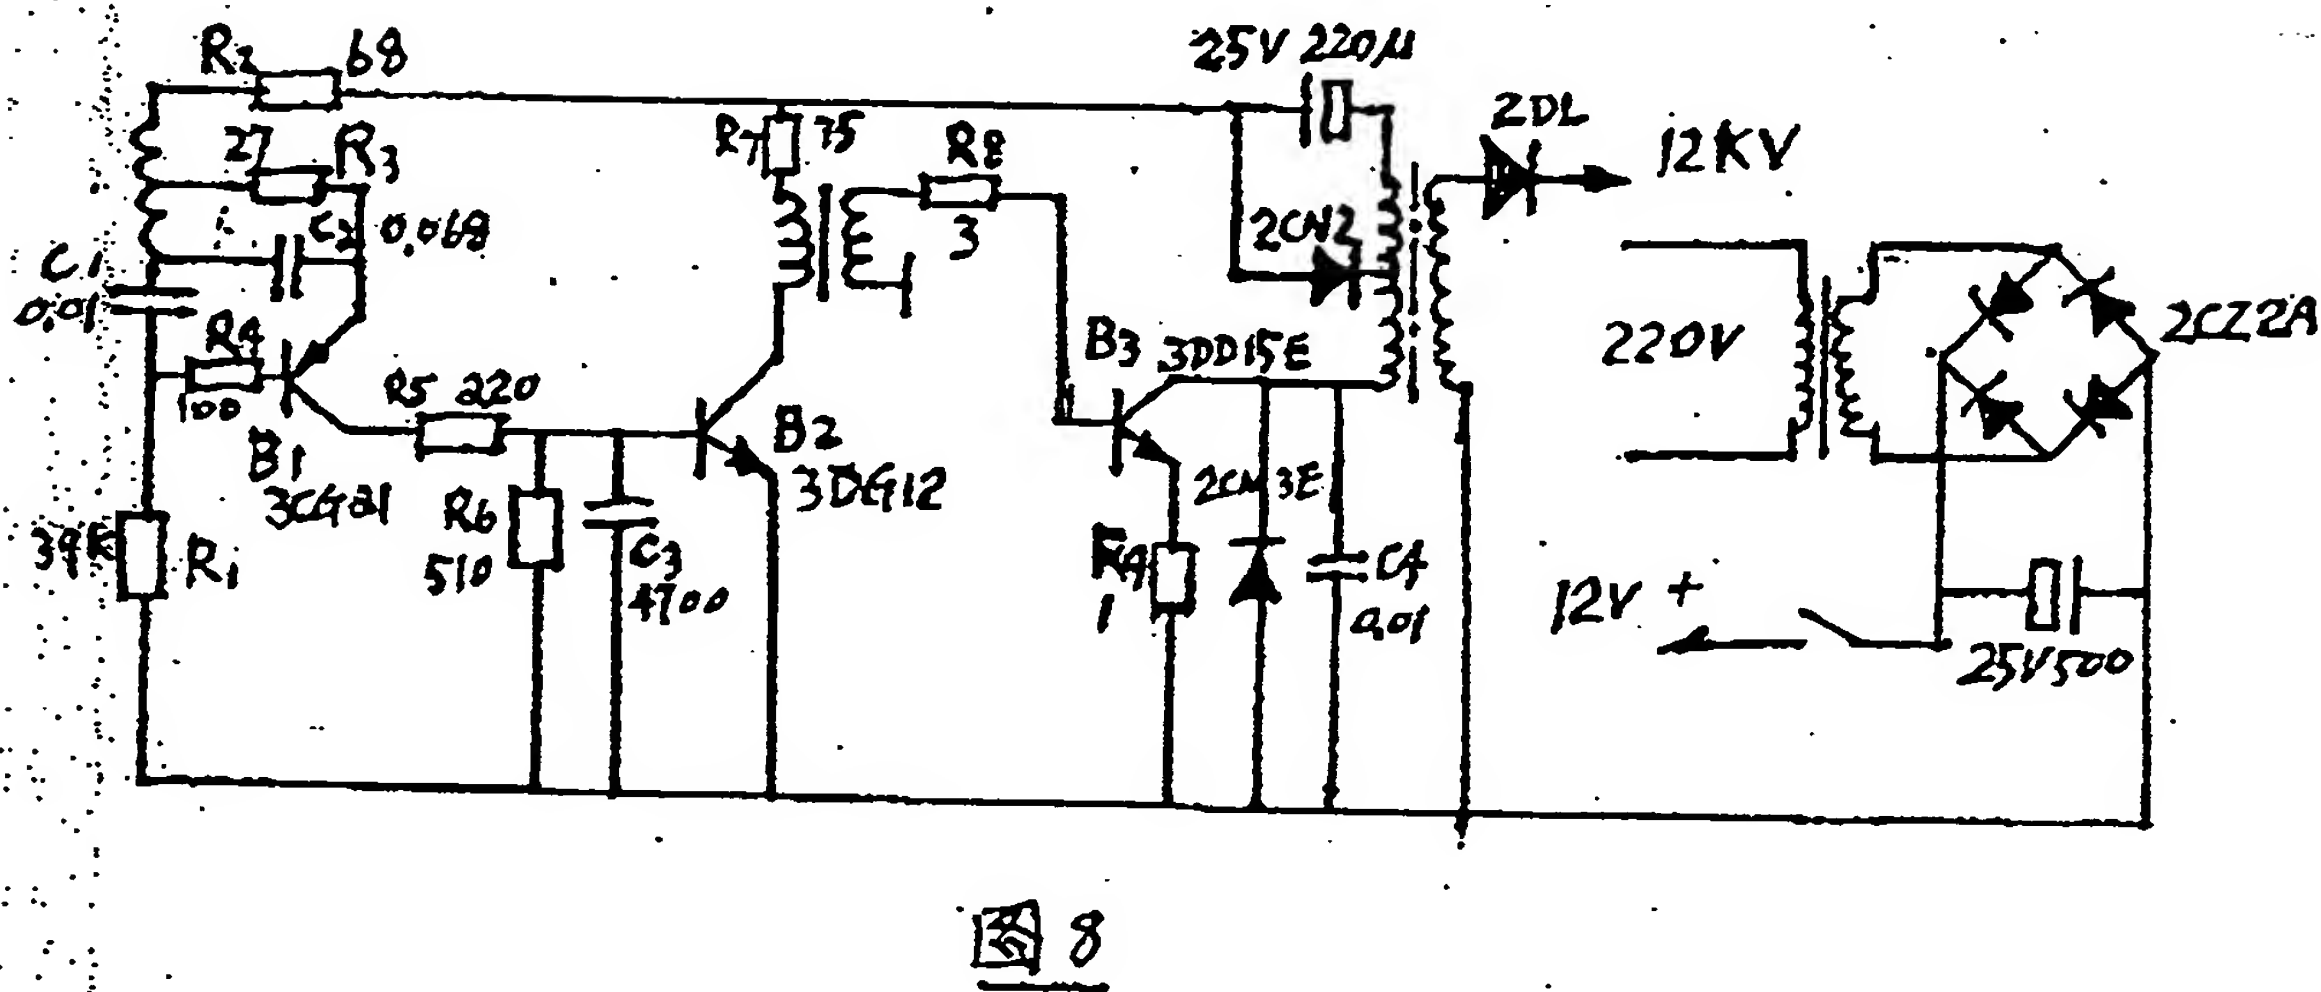 R2 68
25V 220μ
2DL
12KV
27 R3
R7 75
R8
3
C2 0.068
2CN2
C1
0.01
R4
100
R5 220
B1
3CG21
B2
3DG12
B3 3DD15E
220V
2CZ2A
39K R1
R6
510
C3
4700
2CN3E
1
C4
0.01
12V +
25V500
图8